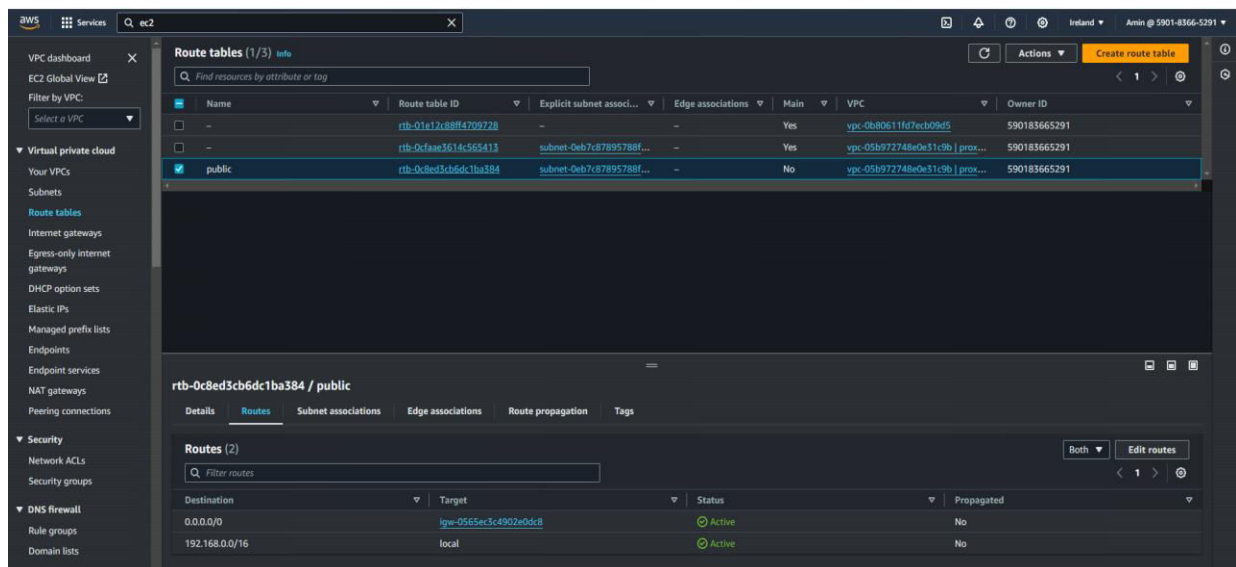 aws Services ec2 Ireland Amin @ 5901-8366-5291
VPC dashboard
EC2 Global View
Filter by VPC:
Select a VPC
Virtual private cloud
Your VPCs
Subnets
Route tables
Internet gateways
Egress-only internet
gateways
DHCP option sets
Elastic IPs
Managed prefix lists
Endpoints
Endpoint services
NAT gateways
Peering connections
Security
Network ACLs
Security groups
DNS firewall
Rule groups
Domain lists
Route tables (1/3) Info Actions Create route table
Find resources by attribute or tag 1
Name Route table ID Explicit subnet associ... Edge associations Main VPC Owner ID
– rtb-01e12c88ff4709728 – – Yes vpc-0b80611fd7ecb09d5 590183665291
– rtb-0cfaae3614c565413 subnet-0eb7c87895788f... – Yes vpc-05b972748e0e31c9b | prox... 590183665291
public rtb-0c8ed3cb6dc1ba384 subnet-0eb7c87895788f... – No vpc-05b972748e0e31c9b | prox... 590183665291
rtb-0c8ed3cb6dc1ba384 / public
Details Routes Subnet associations Edge associations Route propagation Tags
Routes (2) Both Edit routes
Filter routes 1
Destination Target Status Propagated
0.0.0.0/0 igw-0565ec3c4902e0dc8 Active No
192.168.0.0/16 local Active No